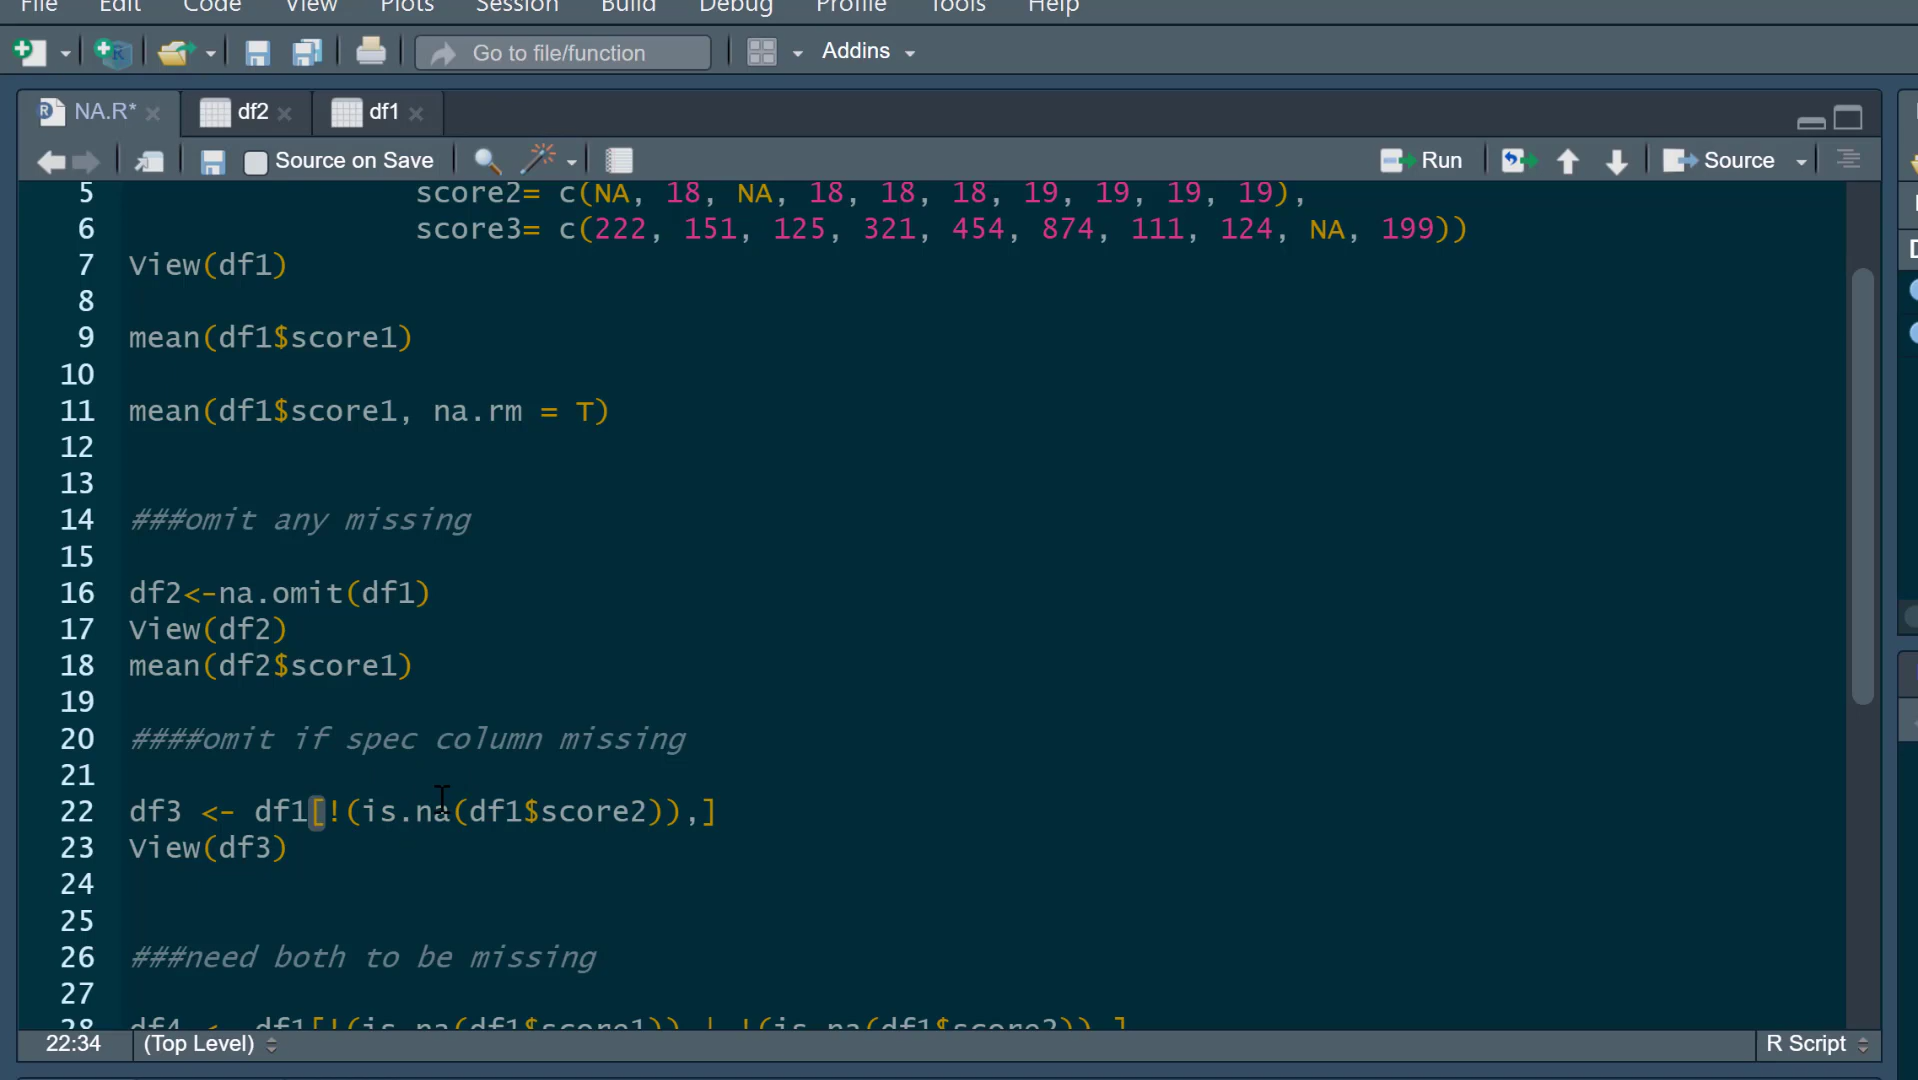 File Edit Code View Plots Session Build Debug Profile Tools Help
Go to file/function Addins
NA.R* df2 df1
Source on Save Run Source
5 score2= c(NA, 18, NA, 18, 18, 18, 19, 19, 19, 19),
6 score3= c(222, 151, 125, 321, 454, 874, 111, 124, NA, 199))
7 View(df1)
8
9 mean(df1$score1)
10
11 mean(df1$score1, na.rm = T)
12
13
14 ###omit any missing
15
16 df2<-na.omit(df1)
17 View(df2)
18 mean(df2$score1)
19
20 ####omit if spec column missing
21
22 df3 <- df1[!(is.na(df1$score2)),]
23 View(df3)
24
25
26 ###need both to be missing
27
28 df4 <- df1[!(is.na(df1$score1)) | !(is.na(df1$score2)),]
22:34 (Top Level) R Script